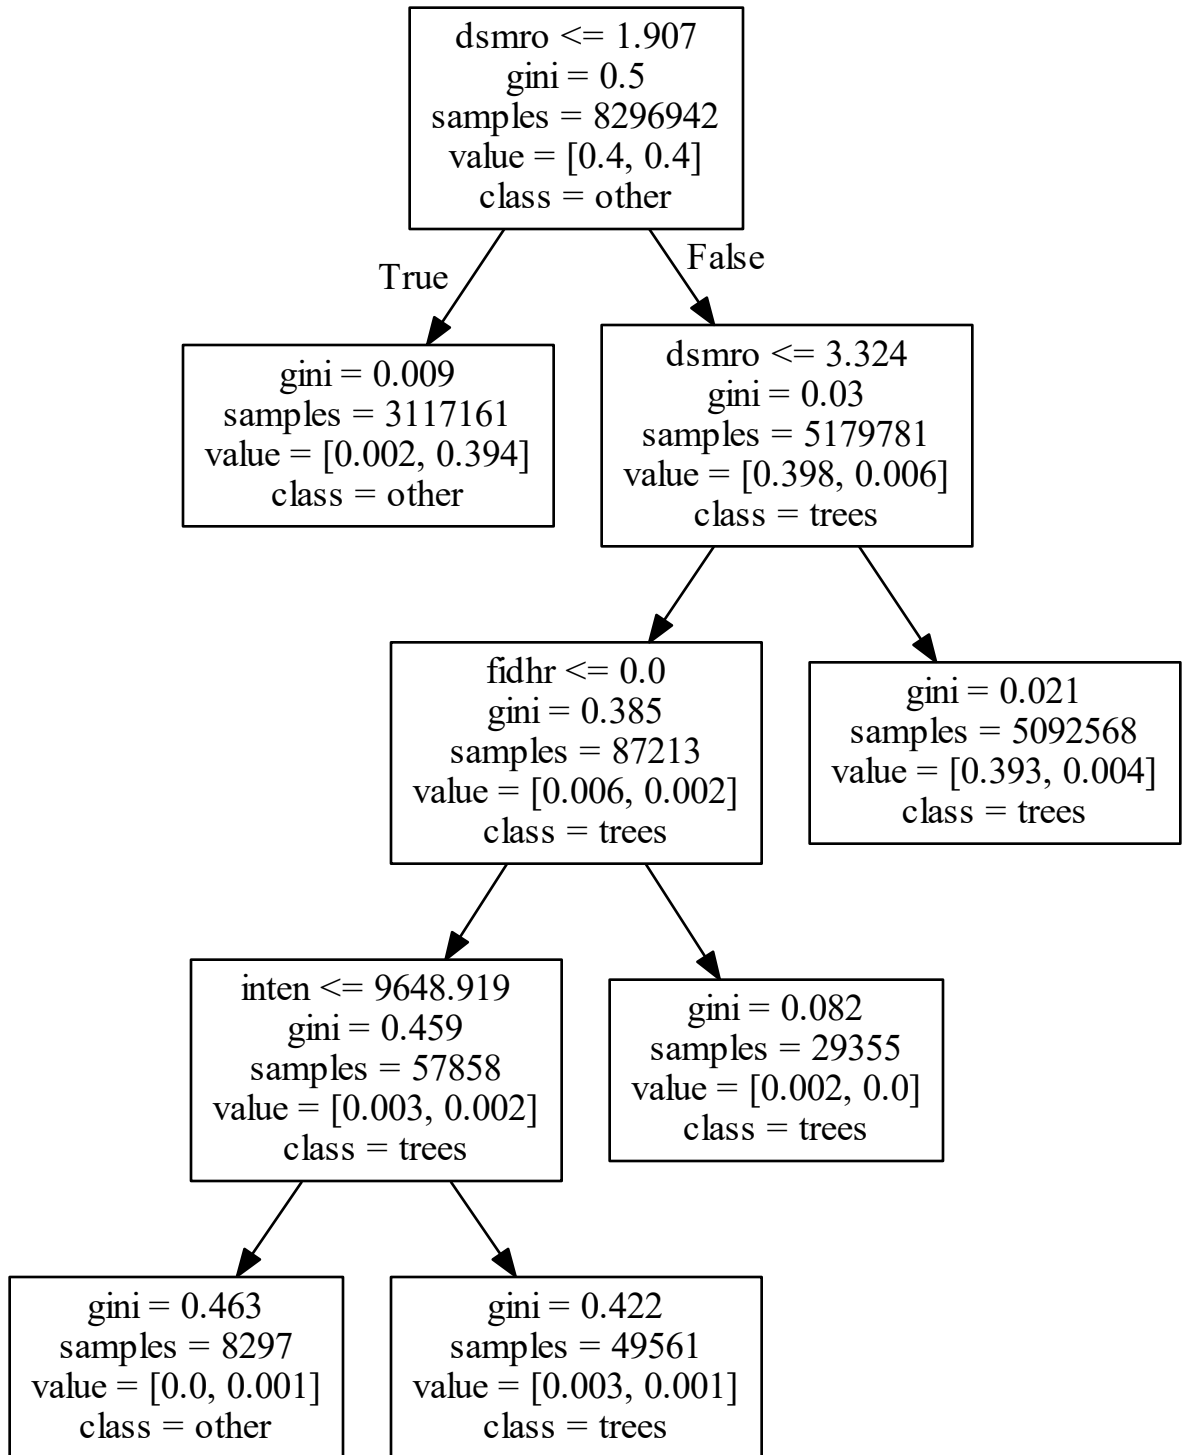 dsmro <= 1.907
gini = 0.5
samples = 8296942
value = [0.4, 0.4]
class = other
True
False
gini = 0.009
samples = 3117161
value = [0.002, 0.394]
class = other
dsmro <= 3.324
gini = 0.03
samples = 5179781
value = [0.398, 0.006]
class = trees
fidhr <= 0.0
gini = 0.385
samples = 87213
value = [0.006, 0.002]
class = trees
gini = 0.021
samples = 5092568
value = [0.393, 0.004]
class = trees
inten <= 9648.919
gini = 0.459
samples = 57858
value = [0.003, 0.002]
class = trees
gini = 0.082
samples = 29355
value = [0.002, 0.0]
class = trees
gini = 0.463
samples = 8297
value = [0.0, 0.001]
class = other
gini = 0.422
samples = 49561
value = [0.003, 0.001]
class = trees